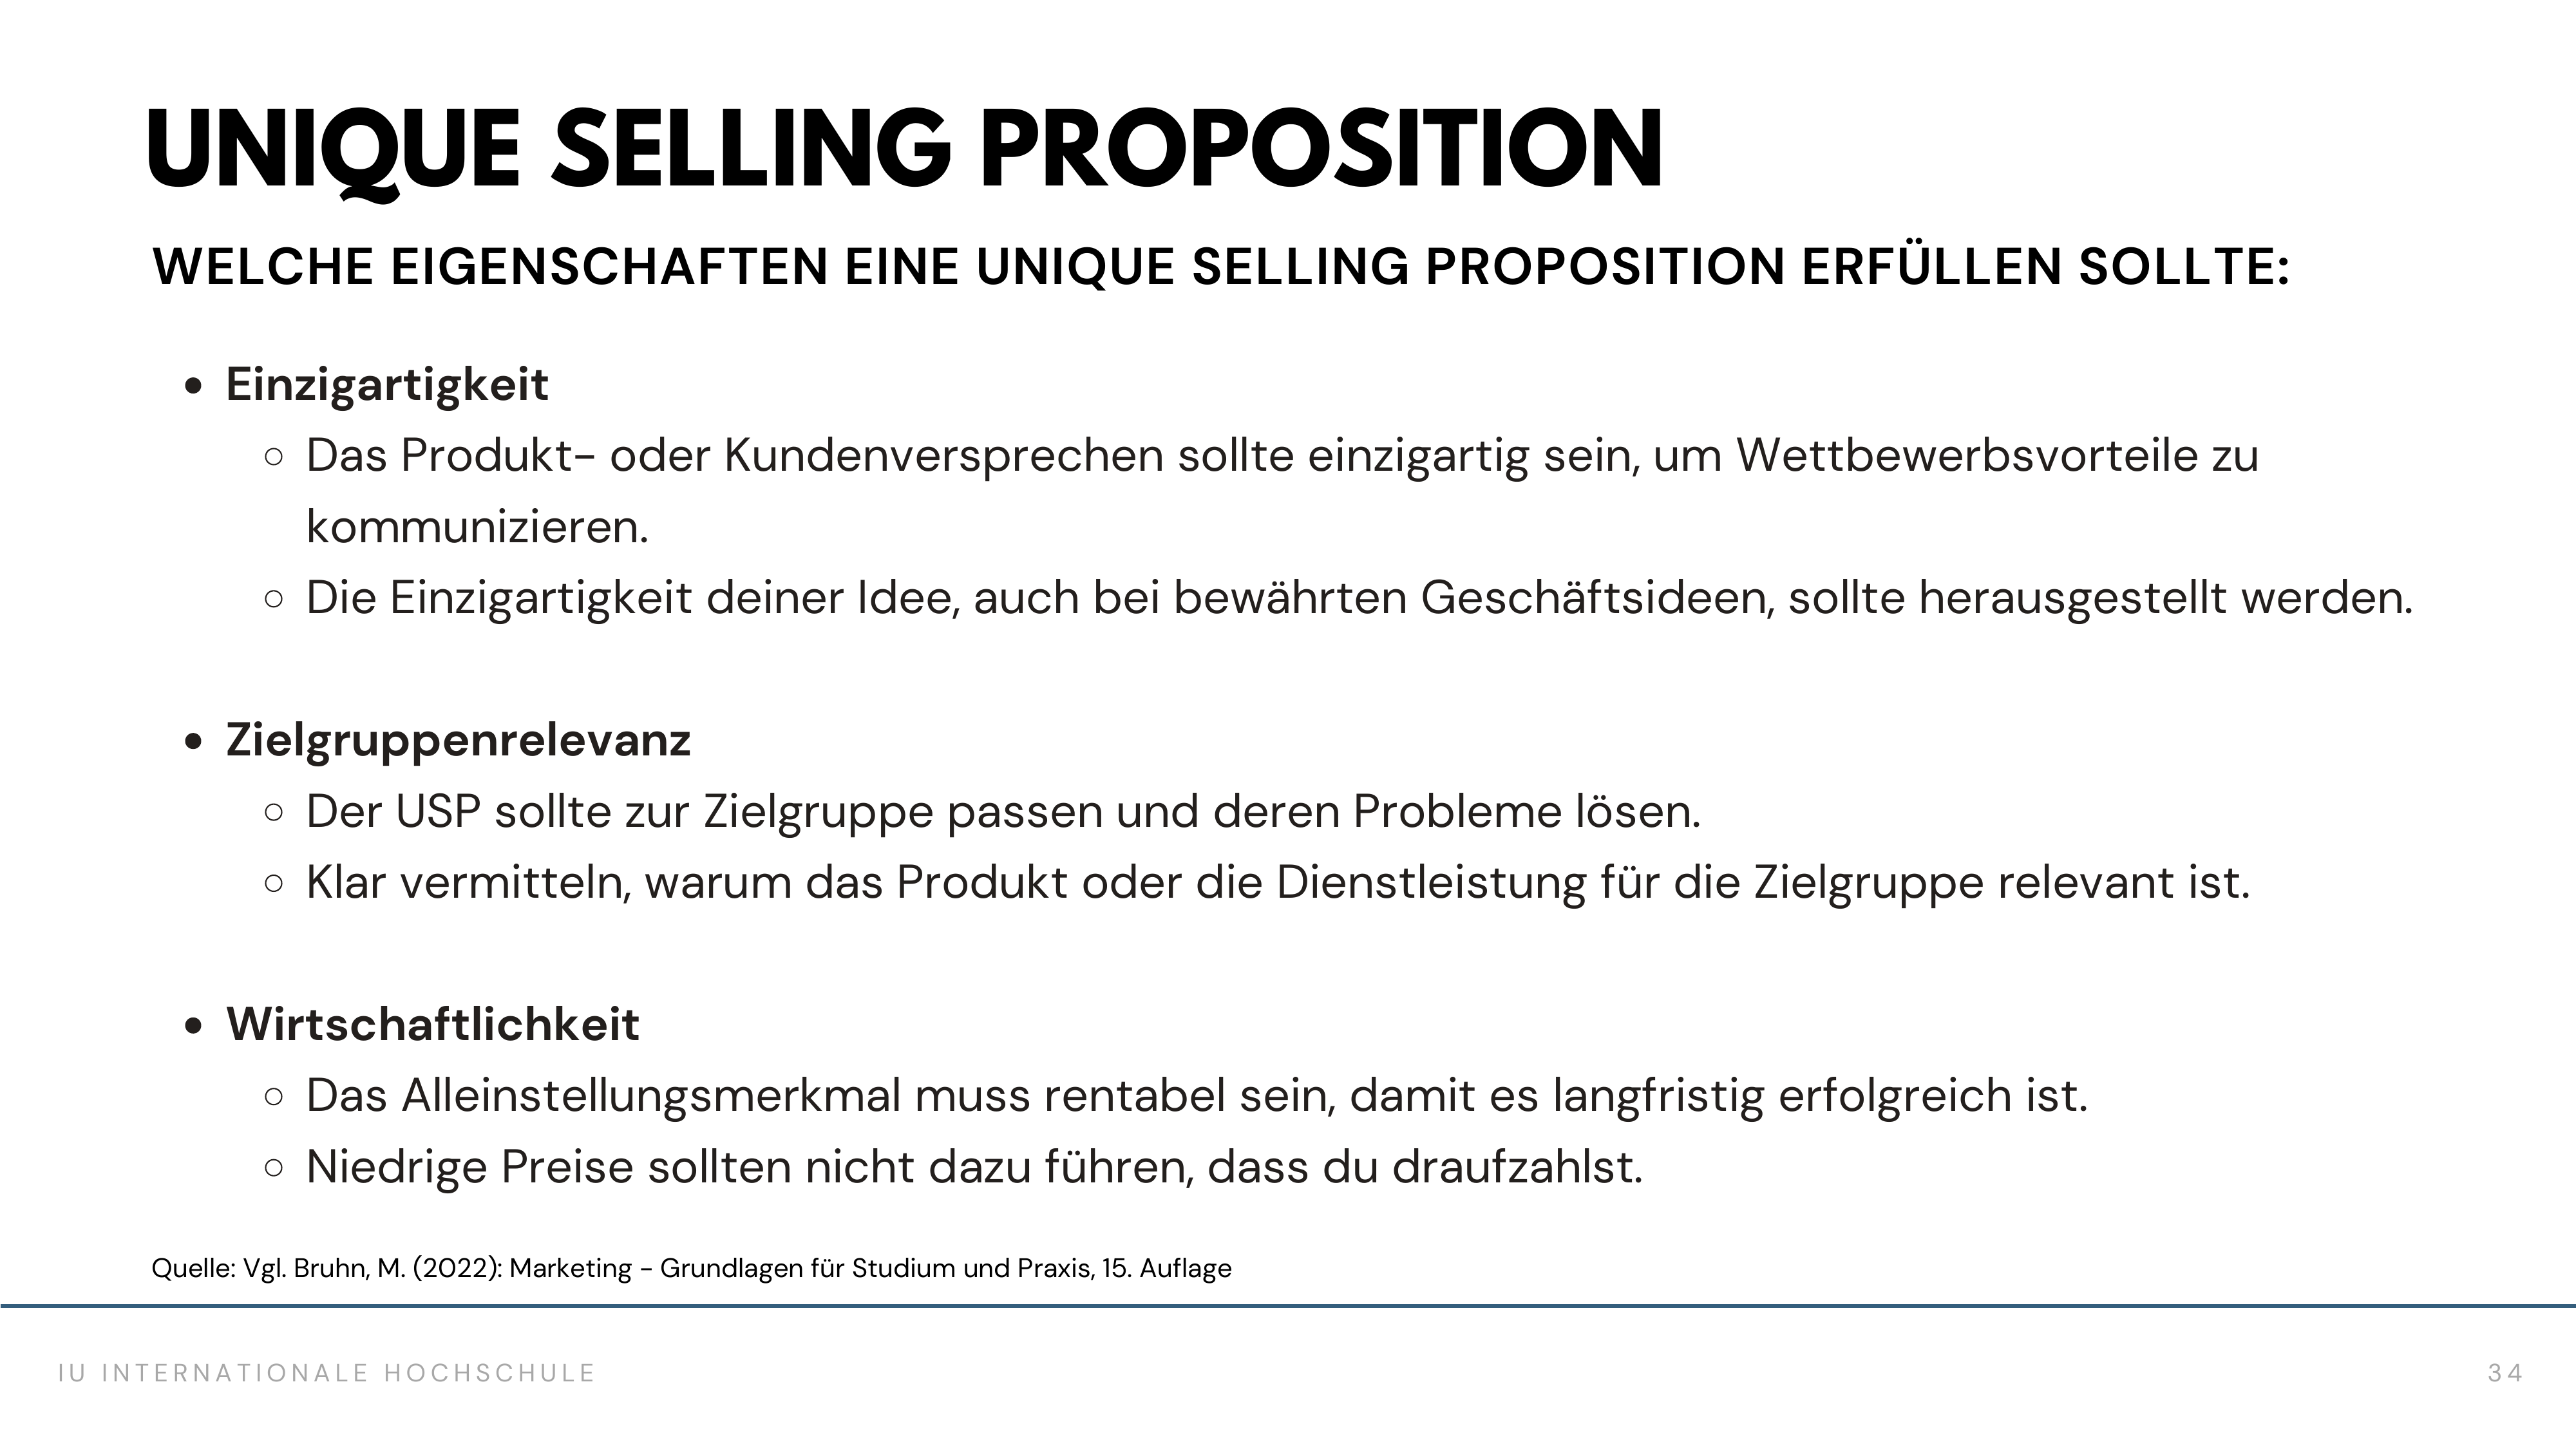 UNIQUE SELLING PROPOSITION
WELCHE EIGENSCHAFTEN EINE UNIQUE SELLING PROPOSITION ERFÜLLEN SOLLTE:
• Einzigartigkeit
○ Das Produkt- oder Kundenversprechen sollte einzigartig sein, um Wettbewerbsvorteile zu
kommunizieren.
○ Die Einzigartigkeit deiner Idee, auch bei bewährten Geschäftsideen, sollte herausgestellt werden.
• Zielgruppenrelevanz
○ Der USP sollte zur Zielgruppe passen und deren Probleme lösen.
○ Klar vermitteln, warum das Produkt oder die Dienstleistung für die Zielgruppe relevant ist.
• Wirtschaftlichkeit
○ Das Alleinstellungsmerkmal muss rentabel sein, damit es langfristig erfolgreich ist.
○ Niedrige Preise sollten nicht dazu führen, dass du draufzahlst.
Quelle: Vgl. Bruhn, M. (2022): Marketing - Grundlagen für Studium und Praxis, 15. Auflage
IU INTERNATIONALE HOCHSCHULE
34